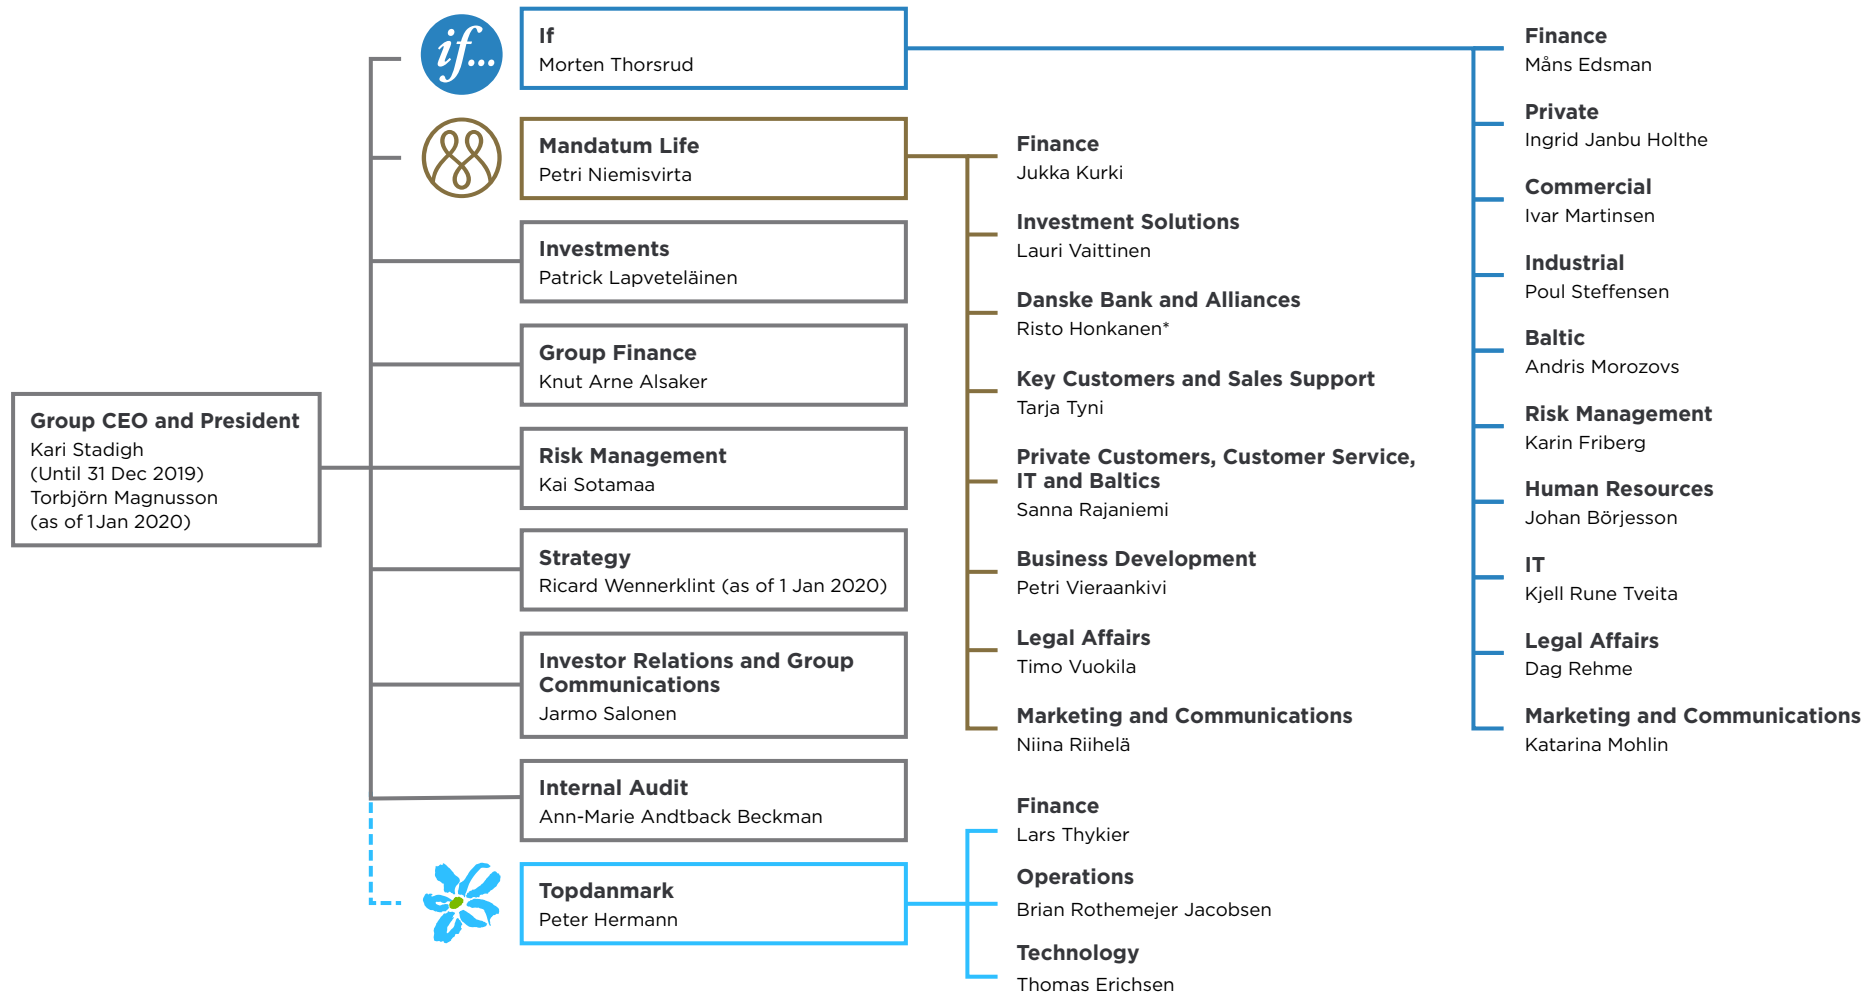 Group CEO and President
Kari Stadigh
(Until 31 Dec 2019)
Torbjörn Magnusson
(as of 1 Jan 2020)
if...
If
Morten Thorsrud
Mandatum Life
Petri Niemisvirta
Investments
Patrick Lapveteläinen
Group Finance
Knut Arne Alsaker
Risk Management
Kai Sotamaa
Strategy
Ricard Wennerklint (as of 1 Jan 2020)
Investor Relations and Group
Communications
Jarmo Salonen
Internal Audit
Ann-Marie Andtback Beckman
Topdanmark
Peter Hermann
Finance
Jukka Kurki
Investment Solutions
Lauri Vaittinen
Danske Bank and Alliances
Risto Honkanen*
Key Customers and Sales Support
Tarja Tyni
Private Customers, Customer Service,
IT and Baltics
Sanna Rajaniemi
Business Development
Petri Vieraankivi
Legal Affairs
Timo Vuokila
Marketing and Communications
Niina Riihelä
Finance
Lars Thykier
Operations
Brian Rothemejer Jacobsen
Technology
Thomas Erichsen
Finance
Måns Edsman
Private
Ingrid Janbu Holthe
Commercial
Ivar Martinsen
Industrial
Poul Steffensen
Baltic
Andris Morozovs
Risk Management
Karin Friberg
Human Resources
Johan Börjesson
IT
Kjell Rune Tveita
Legal Affairs
Dag Rehme
Marketing and Communications
Katarina Mohlin